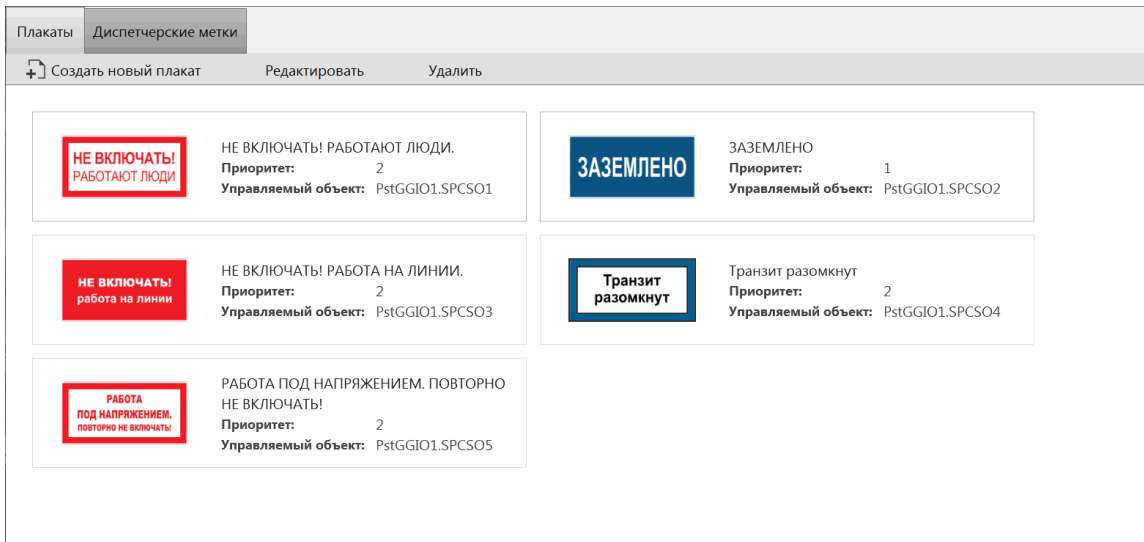 Плакаты
Диспетчерские метки
Создать новый плакат
Редактировать
Удалить
НЕ ВКЛЮЧАТЬ!
РАБОТАЮТ ЛЮДИ
НЕ ВКЛЮЧАТЬ! РАБОТАЮТ ЛЮДИ.
Приоритет: 2
Управляемый объект: PstGGIO1.SPCSO1
ЗАЗЕМЛЕНО
ЗАЗЕМЛЕНО
Приоритет: 1
Управляемый объект: PstGGIO1.SPCSO2
НЕ ВКЛЮЧАТЬ!
работа на линии
НЕ ВКЛЮЧАТЬ! РАБОТА НА ЛИНИИ.
Приоритет: 2
Управляемый объект: PstGGIO1.SPCSO3
Транзит
разомкнут
Транзит разомкнут
Приоритет: 2
Управляемый объект: PstGGIO1.SPCSO4
РАБОТА
ПОД НАПРЯЖЕНИЕМ.
ПОВТОРНО НЕ ВКЛЮЧАТЬ!
РАБОТА ПОД НАПРЯЖЕНИЕМ. ПОВТОРНО
НЕ ВКЛЮЧАТЬ!
Приоритет: 2
Управляемый объект: PstGGIO1.SPCSO5